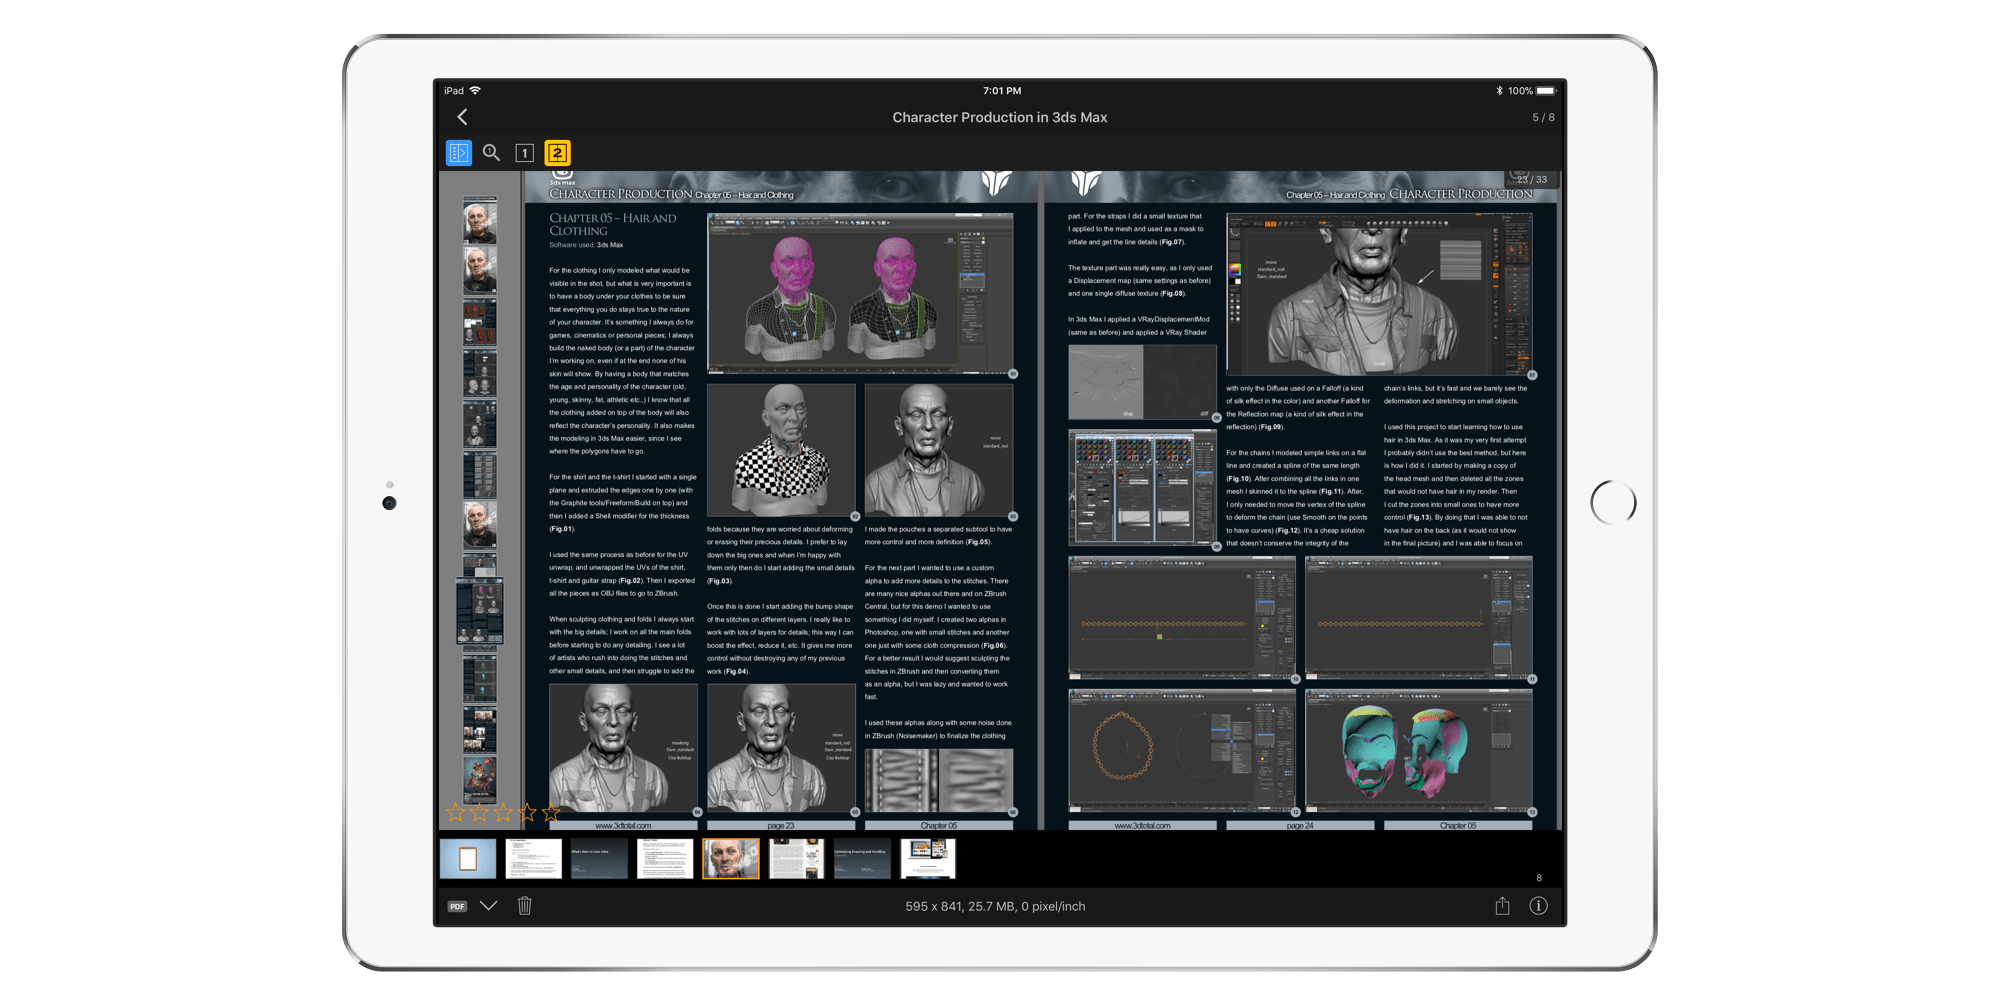 iPad
7:01 PM
100%
Character Production in 3ds Max
5 / 8
1
2
23 / 33
3ds max
CHARACTER PRODUCTION Chapter 05 – Hair and Clothing
Chapter 05 – Hair and Clothing CHARACTER PRODUCTION
CHAPTER 05 – HAIR AND
CLOTHING
Software used: 3ds Max
For the clothing I only modeled what would be
visible in the shot, but what is very important is
to have a body under your clothes to be sure
that everything you do stays true to the nature
of your character. It's something I always do for
games, cinematics or personal pieces; I always
build the naked body (or a part) of the character
I'm working on, even if at the end none of his
skin will show. By having a body that matches
the age and personality of the character (old,
young, skinny, fat, athletic etc.,) I know that all
the clothing added on top of the body will also
reflect the character's personality. It also makes
the modeling in 3ds Max easier, since I see
where the polygons have to go.
For the shirt and the t-shirt I started with a single
plane and extruded the edges one by one (with
the Graphite tools/Freeform/Build on top) and
then I added a Shell modifier for the thickness
(Fig.01).
I used the same process as before for the UV
unwrap, and unwrapped the UVs of the shirt,
t-shirt and guitar strap (Fig.02). Then I exported
all the pieces as OBJ files to go to ZBrush.
When sculpting clothing and folds I always start
with the big details; I work on all the main folds
before starting to do any detailing. I see a lot
of artists who rush into doing the stitches and
other small details, and then struggle to add the
01
02
03
move
standard_rod
folds because they are worried about deforming
or erasing their precious details. I prefer to lay
down the big ones and when I'm happy with
them only then do I start adding the small details
(Fig.03).
Once this is done I start adding the bump shape
of the stitches on different layers. I really like to
work with lots of layers for details; this way I can
boost the effect, reduce it, etc. It gives me more
control without destroying any of my previous
work (Fig.04).
I made the pouches a separated subtool to have
more control and more definition (Fig.05).
For the next part I wanted to use a custom
alpha to add more details to the stitches. There
are many nice alphas out there and on ZBrush
Central, but for this demo I wanted to use
something I did myself. I created two alphas in
Photoshop, one with small stitches and another
one just with some cloth compression (Fig.06).
For a better result I would suggest sculpting the
stitches in ZBrush and then converting them
as an alpha, but I was lazy and wanted to work
fast.
I used these alphas along with some noise done
in ZBrush (Noisemaker) to finalize the clothing
masking
Dam_standard
Clay Buildup
04
move
standard_rod
Dam_standard
Clay Buildup
05
06
www.3dtotal.com
page 23
Chapter 05
part. For the straps I did a small texture that
I applied to the mesh and used as a mask to
inflate and get the line details (Fig.07).
The texture part was really easy, as I only used
a Displacement map (same settings as before)
and one single diffuse texture (Fig.08).
In 3ds Max I applied a VRayDisplacementMod
(same as before) and applied a VRay Shader
move
standard_rod
Dam_standard
07
disp
diff
08
09
with only the Diffuse used on a Falloff (a kind
of silk effect in the color) and another Falloff for
the Reflection map (a kind of silk effect in the
reflection) (Fig.09).
For the chains I modeled simple links on a flat
line and created a spline of the same length
(Fig.10). After combining all the links in one
mesh I skinned it to the spline (Fig.11). After,
I only needed to move the vertex of the spline
to deform the chain (use Smooth on the points
to have curves) (Fig.12). It's a cheap solution
that doesn't conserve the integrity of the
chain's links, but it's fast and we barely see the
deformation and stretching on small objects.
I used this project to start learning how to use
hair in 3ds Max. As it was my very first attempt
I probably didn't use the best method, but here
is how I did it. I started by making a copy of
the head mesh and then deleted all the zones
that would not have hair in my render. Then
I cut the zones into small ones to have more
control (Fig.13). By doing that I was able to not
have hair on the back (as it would not show
in the final picture) and I was able to focus on
10
11
12
13
www.3dtotal.com
page 24
Chapter 05
What's New in Core Data
Optimizing Drawing and Scrolling
8
PDF
595 x 841, 25.7 MB, 0 pixel/inch